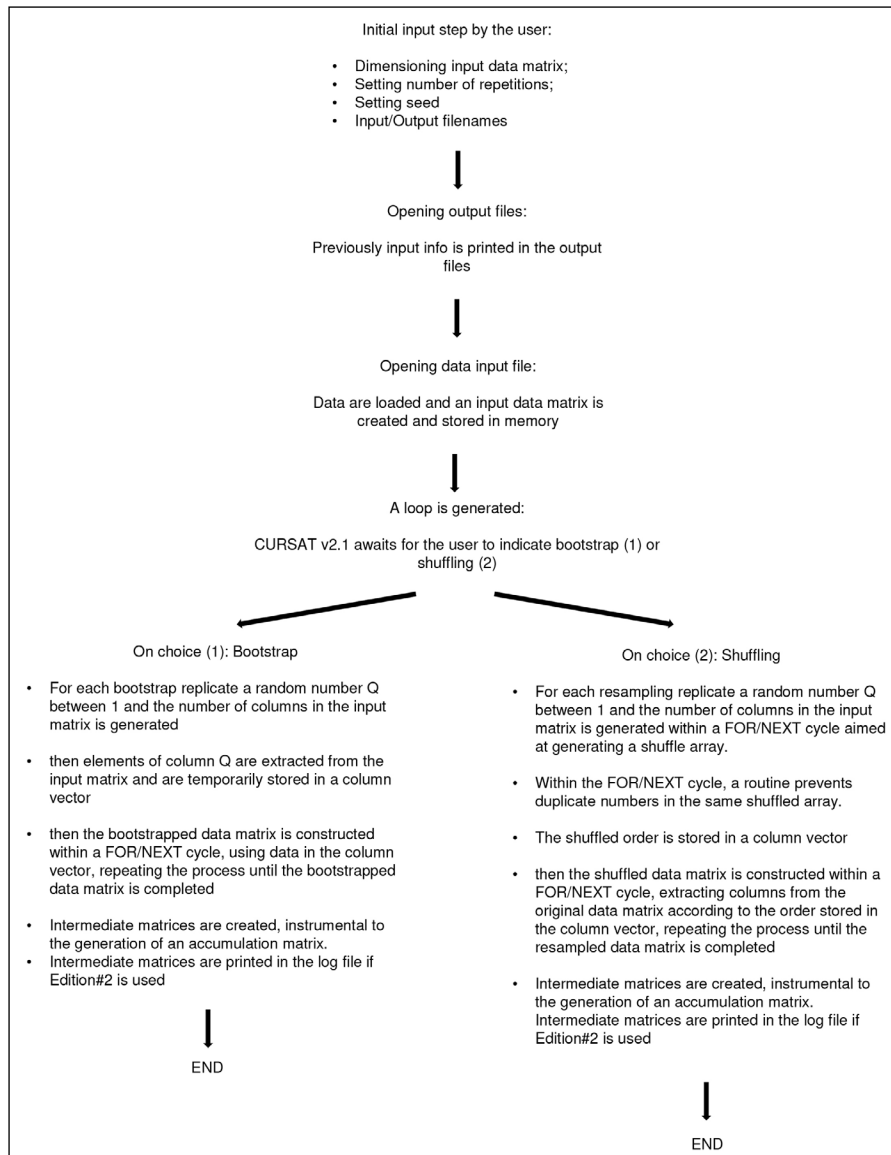 Initial input step by the user:
• Dimensioning input data matrix;
• Setting number of repetitions;
• Setting seed
• Input/Output filenames
Opening output files:
Previously input info is printed in the output
files
Opening data input file:
Data are loaded and an input data matrix is
created and stored in memory
A loop is generated:
CURSAT v2.1 awaits for the user to indicate bootstrap (1) or
shuffling (2)
On choice (1): Bootstrap
• For each bootstrap replicate a random number Q
between 1 and the number of columns in the input
matrix is generated
• then elements of column Q are extracted from the
input matrix and are temporarily stored in a column
vector
• then the bootstrapped data matrix is constructed
within a FOR/NEXT cycle, using data in the column
vector, repeating the process until the bootstrapped
data matrix is completed
• Intermediate matrices are created, instrumental to
the generation of an accumulation matrix.
• Intermediate matrices are printed in the log file if
Edition#2 is used
END
On choice (2): Shuffling
• For each resampling replicate a random number Q
between 1 and the number of columns in the input
matrix is generated within a FOR/NEXT cycle aimed
at generating a shuffle array.
• Within the FOR/NEXT cycle, a routine prevents
duplicate numbers in the same shuffled array.
• The shuffled order is stored in a column vector
• then the shuffled data matrix is constructed within a
FOR/NEXT cycle, extracting columns from the
original data matrix according to the order stored in
the column vector, repeating the process until the
resampled data matrix is completed
• Intermediate matrices are created, instrumental to
the generation of an accumulation matrix.
Intermediate matrices are printed in the log file if
Edition#2 is used
END